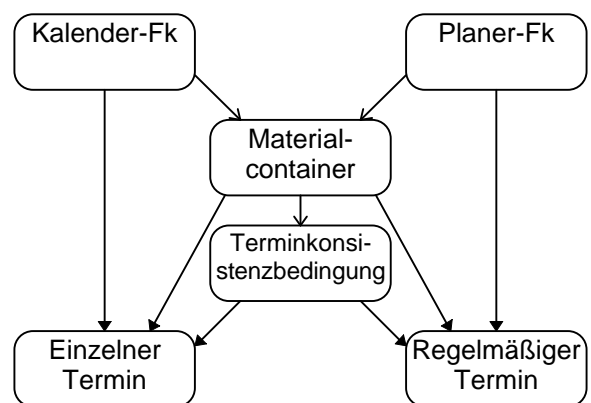 Kalender-Fk
Planer-Fk
Material-
container
Terminkonsi-
stenzbedingung
Einzelner
Termin
Regelmäßiger
Termin